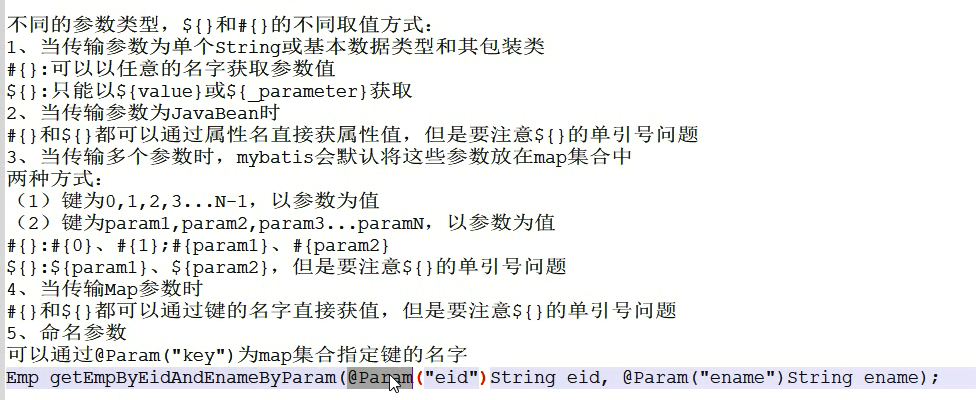 不同的参数类型，${}和#{}的不同取值方式：
1、当传输参数为单个String或基本数据类型和其包装类
#{}:可以以任意的名字获取参数值
${}:只能以${value}或${_parameter}获取
2、当传输参数为JavaBean时
#{}和${}都可以通过属性名直接获属性值，但是要注意${}的单引号问题
3、当传输多个参数时，mybatis会默认将这些参数放在map集合中
两种方式：
（1）键为0,1,2,3...N-1，以参数为值
（2）键为param1,param2,param3...paramN，以参数为值
#{}:#{0}、#{1};#{param1}、#{param2}
${}:${param1}、${param2}，但是要注意${}的单引号问题
4、当传输Map参数时
#{}和${}都可以通过键的名字直接获值，但是要注意${}的单引号问题
5、命名参数
可以通过@Param("key")为map集合指定键的名字
Emp getEmpByEidAndEnameByParam(@Param("eid")String eid, @Param("ename")String ename);